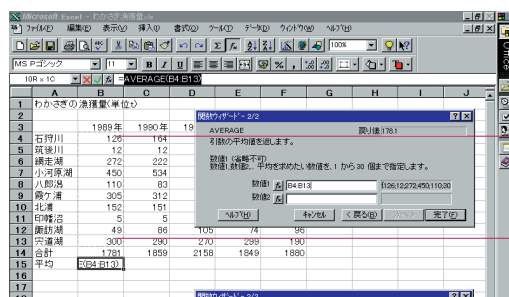 Microsoft Excel - わかさぎ漁獲量.xls
ファイル(F) 編集(E) 表示(V) 挿入(I) 書式(O) ツール(T) データ(D) ウィンドウ(W) ヘルプ(H)
100%
MS Pゴシック 11 B I U
10R x 1C =AVERAGE(B4:B13)
A B C D E F G H I J
1 わかさぎの漁獲量(単位t)
2
3 1989年 1990年 19
4 石狩川 126 164
5 筑後川 12 12
6 網走湖 272 222
7 小河原湖 450 534
8 八郎潟 110 83
9 霞ケ浦 305 312
10 北浦 152 151
11 印幡沼 5 5
12 諏訪湖 49 86 105 74 96
13 宍道湖 300 290 270 299 190
14 合計 1781 1859 2158 1849 1880
15 平均 =(B4:B13)
16
17
関数ウィザード - 2/2
AVERAGE 戻り値:178.1
引数の平均値を返します。
数値1 (省略不可)
数値1,数値2,... 平均を求めたい数値を、1 から 30 個まで指定します。
数値1 fx B4:B13 {126;12;272;450;110;30
数値2 fx
ヘルプ(H) キャンセル < 戻る(B) 次へ > 完了(F)
関数ウィザード - 2/2
Office